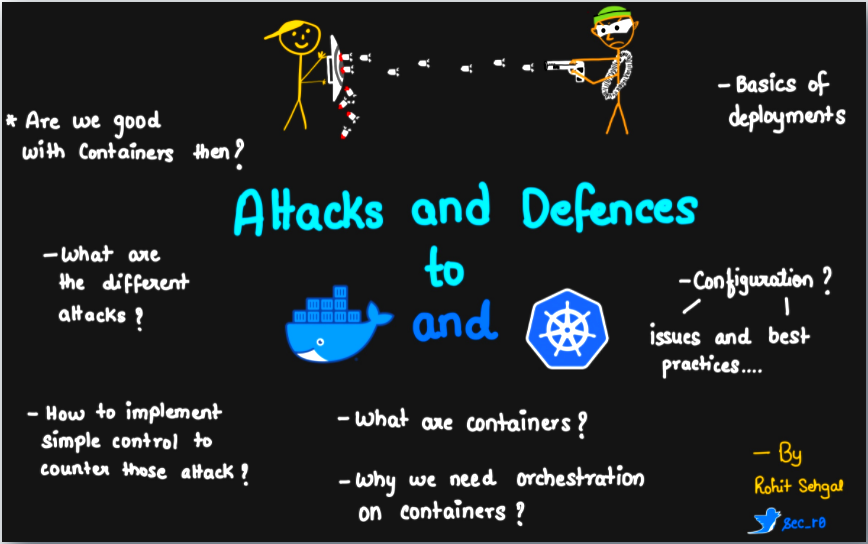 * Are we good
with Containers then?
- Basics of
deployments
Attacks and Defences
to
and
- What are
the different
attacks?
- Configuration?
issues and best
practices....
- How to implement
simple control to
counter those attack?
- What are containers?
- Why we need orchestration
on containers?
- By
Rohit Sehgal
sec_r0